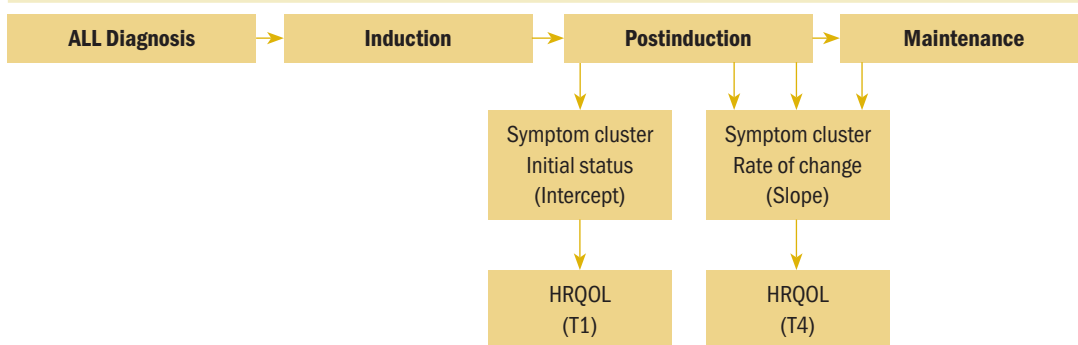 ALL Diagnosis
Induction
Postinduction
Maintenance
Symptom cluster
Initial status
(Intercept)
Symptom cluster
Rate of change
(Slope)
HRQOL
(T1)
HRQOL
(T4)